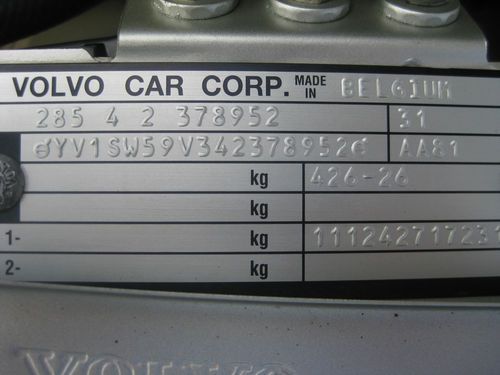 VOLVO CAR CORP. MADE IN BELGIUM
285 4 2 378952 31
YV1SW59V342378952 AA81
kg 426-26
kg
1- kg 111242717231
2- kg
VOLVO